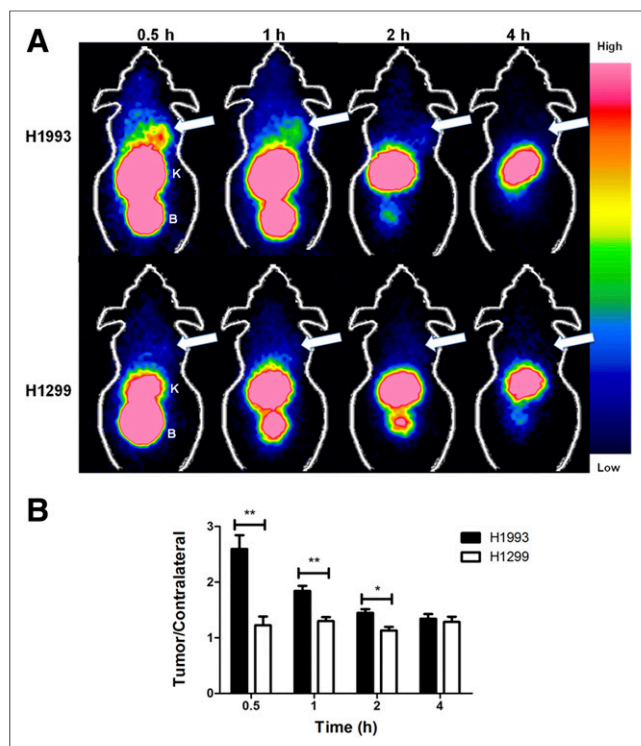 A
0.5 h 1 h 2 h 4 h
High
H1993
K
B
H1299
K
B
Low
B
Tumor/Contralateral
3
2
1
0
** ** *
H1993
H1299
0.5 1 2 4
Time (h)